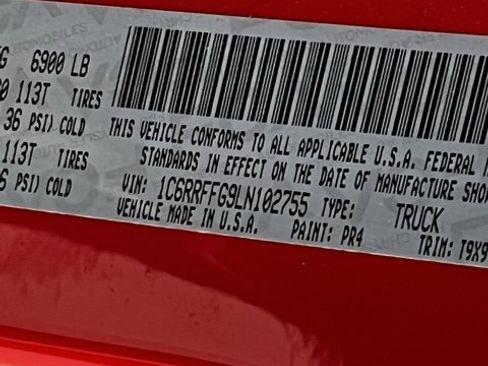 6900 LB
113T TIRES
36 PSI) COLD
113T TIRES
PSI) COLD
THIS VEHICLE CONFORMS TO ALL APPLICABLE U.S.A. FEDERAL
STANDARDS IN EFFECT ON THE DATE OF MANUFACTURE
VIN: 1C6RRFFG9LN102755 TYPE: TRUCK
VEHICLE MADE IN U.S.A. PAINT: PR4 TRIM: T9X9